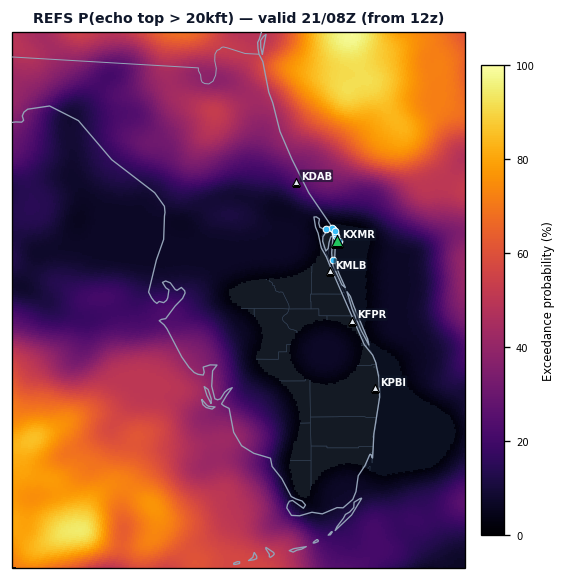 REFS P(echo top > 20kft) — valid 21/08Z (from 12z)
KDAB
KXMR
KMLB
KFPR
KPBI
100
80
60
40
20
0
Exceedance probability (%)